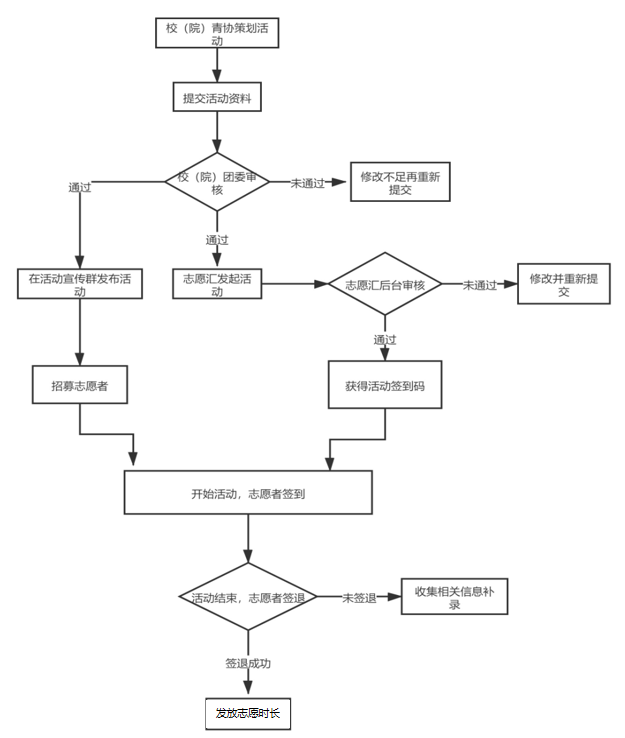 校（院）青协策划活
动
提交活动资料
校（院）团委审
核
未通过
修改不足再重新
提交
通过
通过
在活动宣传群发布活
动
志愿汇发起活
动
志愿汇后台审核
未通过
修改并重新提
交
通过
招募志愿者
获得活动签到码
开始活动，志愿者签到
活动结束，志愿者签退
未签退
收集相关信息补
录
签退成功
发放志愿时长